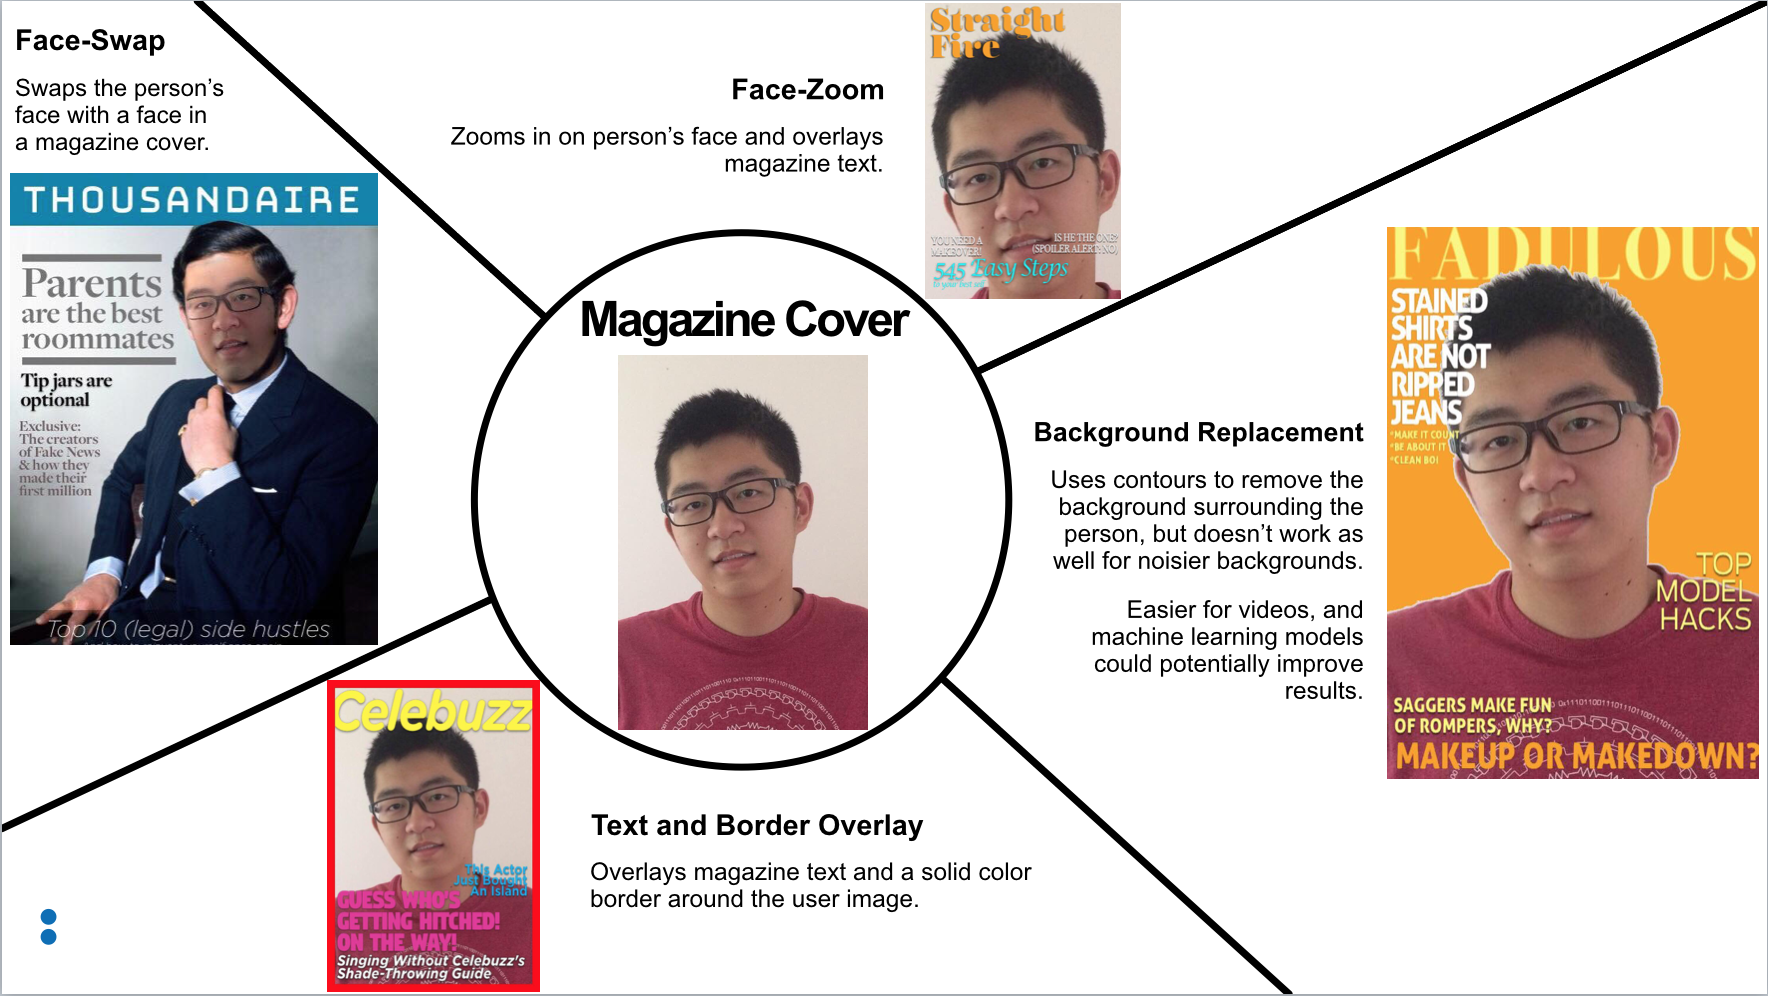 Face-Swap
Swaps the person's
face with a face in
a magazine cover.
THOUSANDAIRE
Parents
are the best
roommates
Tip jars are
optional
Exclusive:
The creators
of Fake News
& how they
made their
first million
Top 10 (legal) side hustles
Face-Zoom
Zooms in on person's face and overlays
magazine text.
Straight
Fire
YOU NEED A
MAKEOVER!
IS HE THE ONE?
(SPOILER ALERT: NO)
545 Easy Steps
to your best self
Magazine Cover
Background Replacement
Uses contours to remove the
background surrounding the
person, but doesn't work as
well for noisier backgrounds.
Easier for videos, and
machine learning models
could potentially improve
results.
FABULOUS
STAINED
SHIRTS
ARE NOT
RIPPED
JEANS
*MAKE IT COUNT
*BE ABOUT IT
*CLEAN BOI
TOP
MODEL
HACKS
SAGGERS MAKE FUN
OF ROMPERS, WHY?
MAKEUP OR MAKEDOWN?
Celebuzz
This Actor
Just Bought
An Island
GUESS WHO'S
GETTING HITCHED!
ON THE WAY!
Singing Without Celebuzz's
Shade-Throwing Guide
Text and Border Overlay
Overlays magazine text and a solid color
border around the user image.